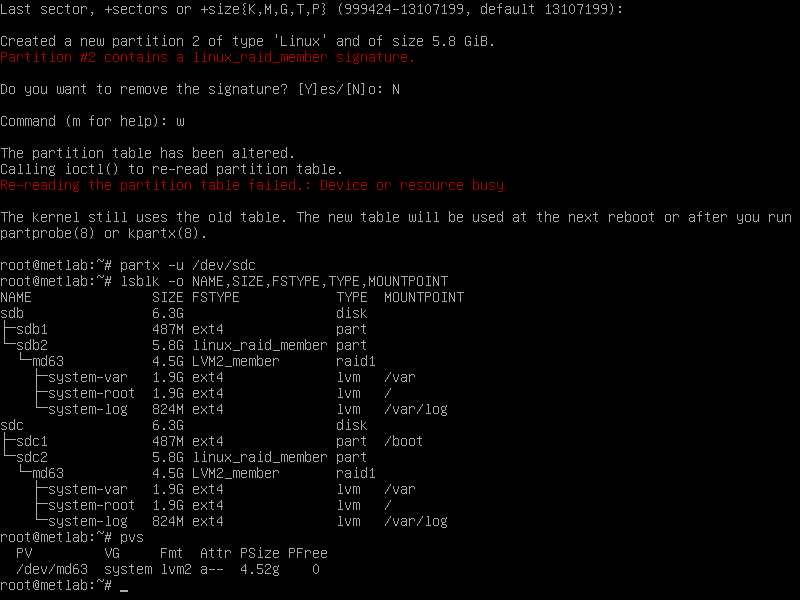 Last sector, +sectors or +size{K,M,G,T,P} (999424-13107199, default 13107199):
Created a new partition 2 of type 'Linux' and of size 5.8 GiB.
Partition #2 contains a linux_raid_member signature.
Do you want to remove the signature? [Y]es/[N]o: N
Command (m for help): w
The partition table has been altered.
Calling ioctl() to re-read partition table.
Re-reading the partition table failed.: Device or resource busy
The kernel still uses the old table. The new table will be used at the next reboot or after you run
partprobe(8) or kpartx(8).
root@metlab:~# partx -u /dev/sdc
root@metlab:~# lsblk -o NAME,SIZE,FSTYPE,TYPE,MOUNTPOINT
NAME                SIZE FSTYPE            TYPE  MOUNTPOINT
sdb                 6.3G                   disk
├─sdb1              487M ext4              part
└─sdb2              5.8G linux_raid_member part
  └─md63            4.5G LVM2_member       raid1
    ├─system-var    1.9G ext4              lvm   /var
    ├─system-root   1.9G ext4              lvm   /
    └─system-log    824M ext4              lvm   /var/log
sdc                 6.3G                   disk
├─sdc1              487M ext4              part  /boot
└─sdc2              5.8G linux_raid_member part
  └─md63            4.5G LVM2_member       raid1
    ├─system-var    1.9G ext4              lvm   /var
    ├─system-root   1.9G ext4              lvm   /
    └─system-log    824M ext4              lvm   /var/log
root@metlab:~# pvs
  PV         VG     Fmt  Attr PSize PFree
  /dev/md63  system lvm2 a--  4.52g    0
root@metlab:~# _